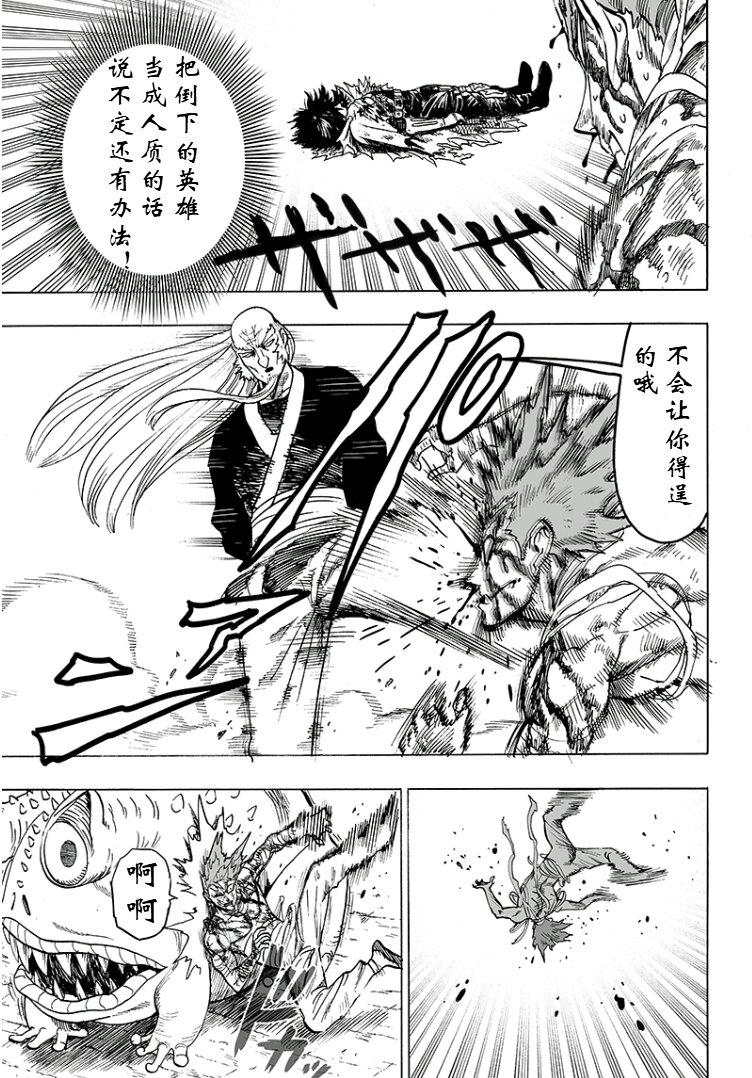 把倒下的英雄
当成人质的话
说不定还有办法！
ザザザ
不会让你得逞
的哦
啊
啊